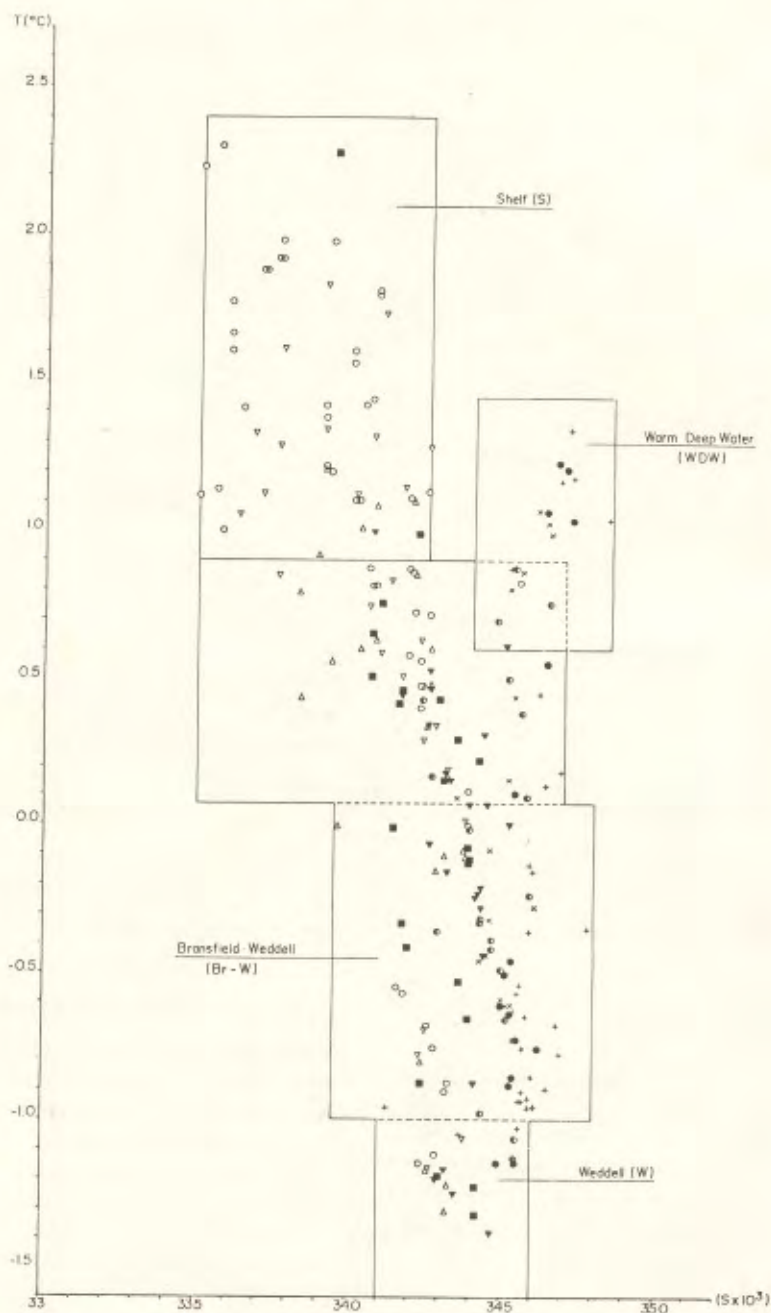 T(°C)
2.5
2.0
Shelf (S)
1.5
Warm Deep Water
(WDW)
1.0
0.5
0.0
Bransfield-Weddell
(Br-W)
-0.5
-1.0
Weddell (W)
-1.5
33 335 340 345 350 (S×10³)